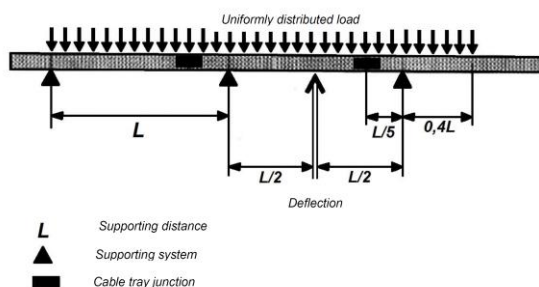 Uniformly distributed load
L
L/5
0,4L
L/2
L/2
Deflection
L Supporting distance
Supporting system
Cable tray junction